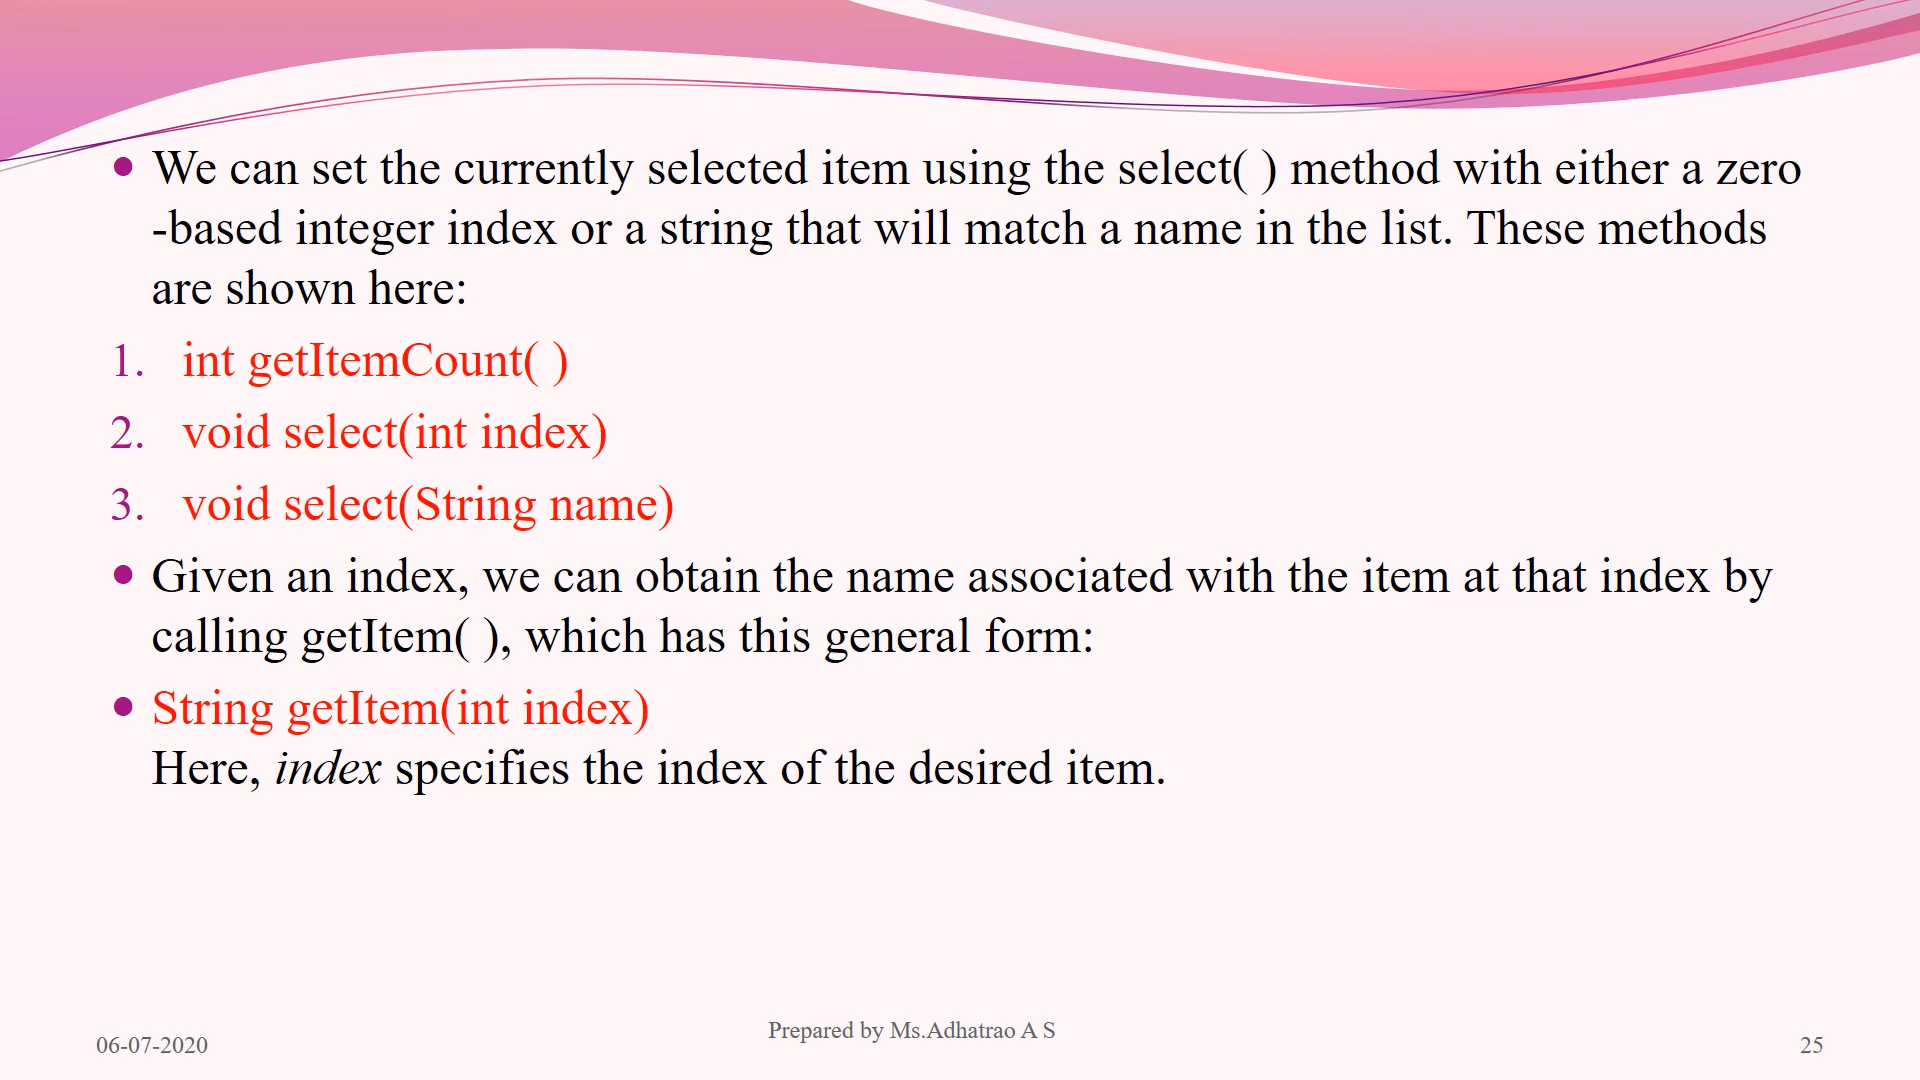 We can set the currently selected item using the select( ) method with either a zero
-based integer index or a string that will match a name in the list. These methods
are shown here:
1. int getItemCount( )
2. void select(int index)
3. void select(String name)
Given an index, we can obtain the name associated with the item at that index by
calling getItem( ), which has this general form:
String getItem(int index)
Here, index specifies the index of the desired item.
06-07-2020
Prepared by Ms.Adhatrao A S
25